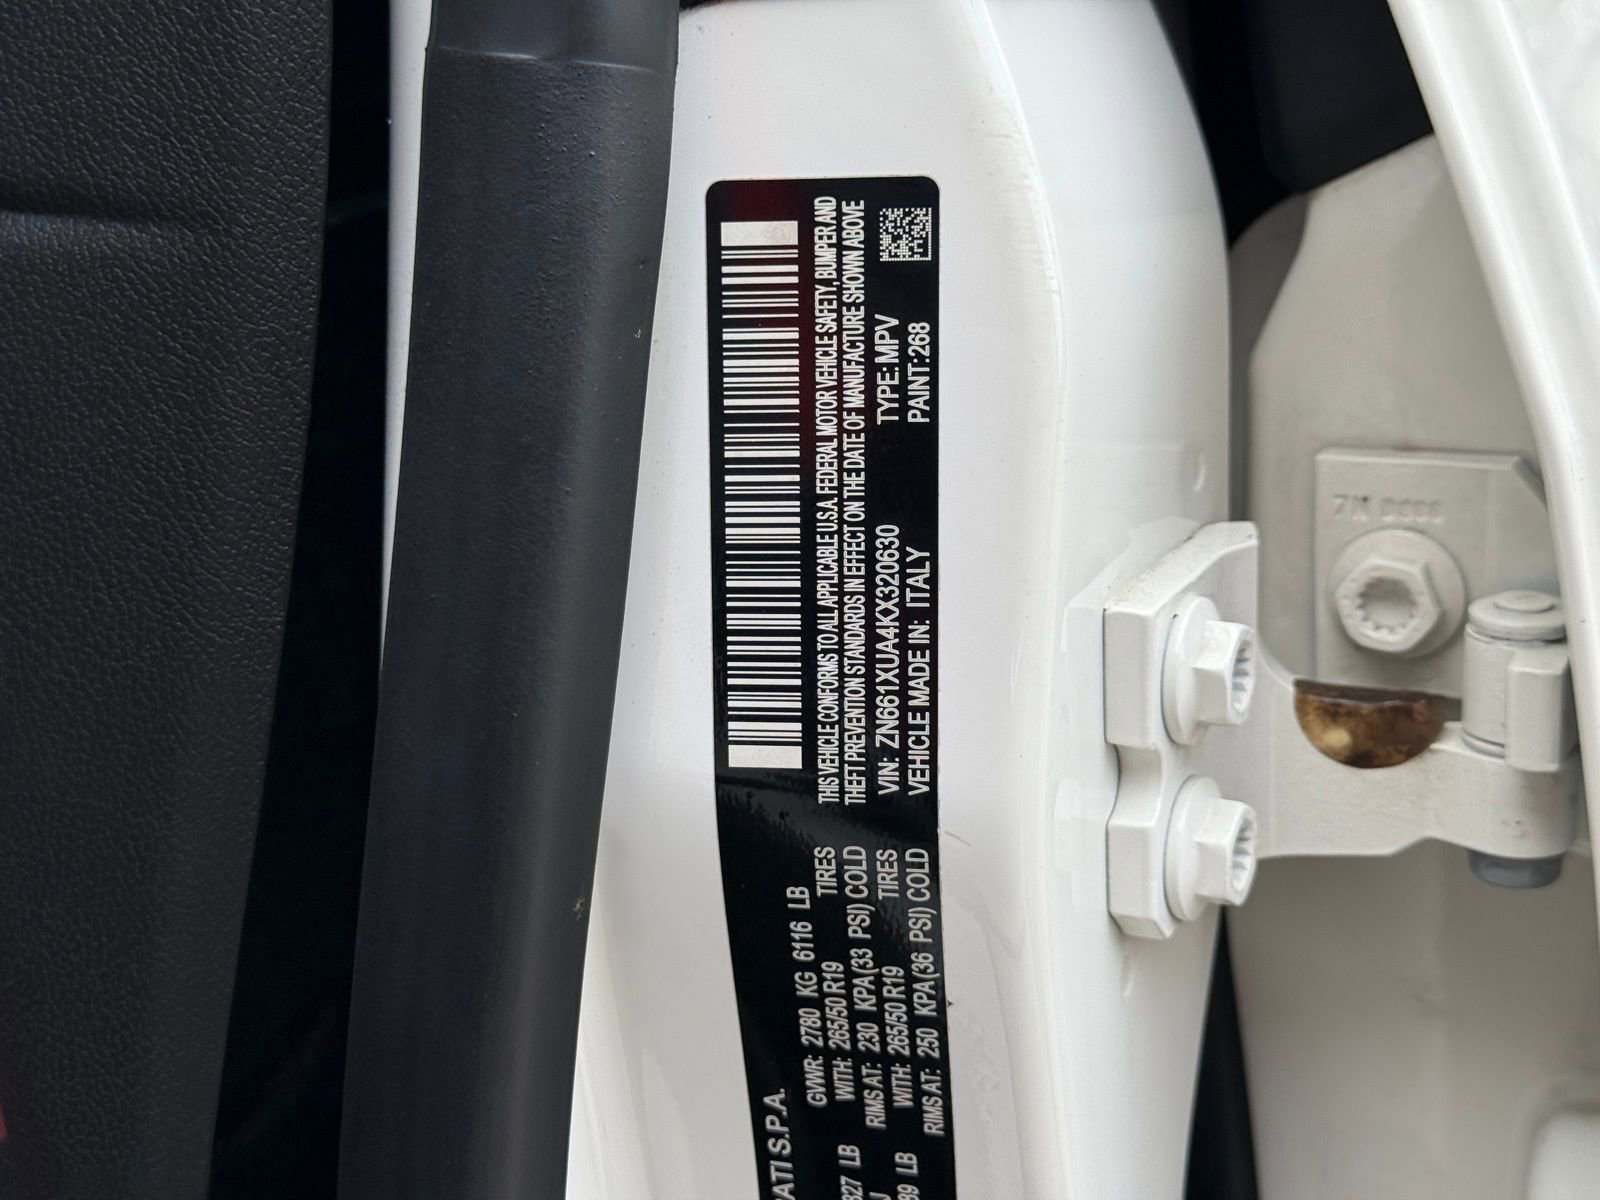 ATI S.P.A.
GVWR: 2780 KG 6116 LB
WITH: 265/50 R19 TIRES
827 LB RIMS AT: 230 KPA(33 PSI) COLD
J WITH: 265/50 R19 TIRES
39 LB RIMS AT: 250 KPA(36 PSI) COLD
THIS VEHICLE CONFORMS TO ALL APPLICABLE U.S.A. FEDERAL MOTOR VEHICLE SAFETY, BUMPER AND
THEFT PREVENTION STANDARDS IN EFFECT ON THE DATE OF MANUFACTURE SHOWN ABOVE
VIN: ZN661XUA4KX320630 TYPE: MPV
VEHICLE MADE IN: ITALY PAINT:268